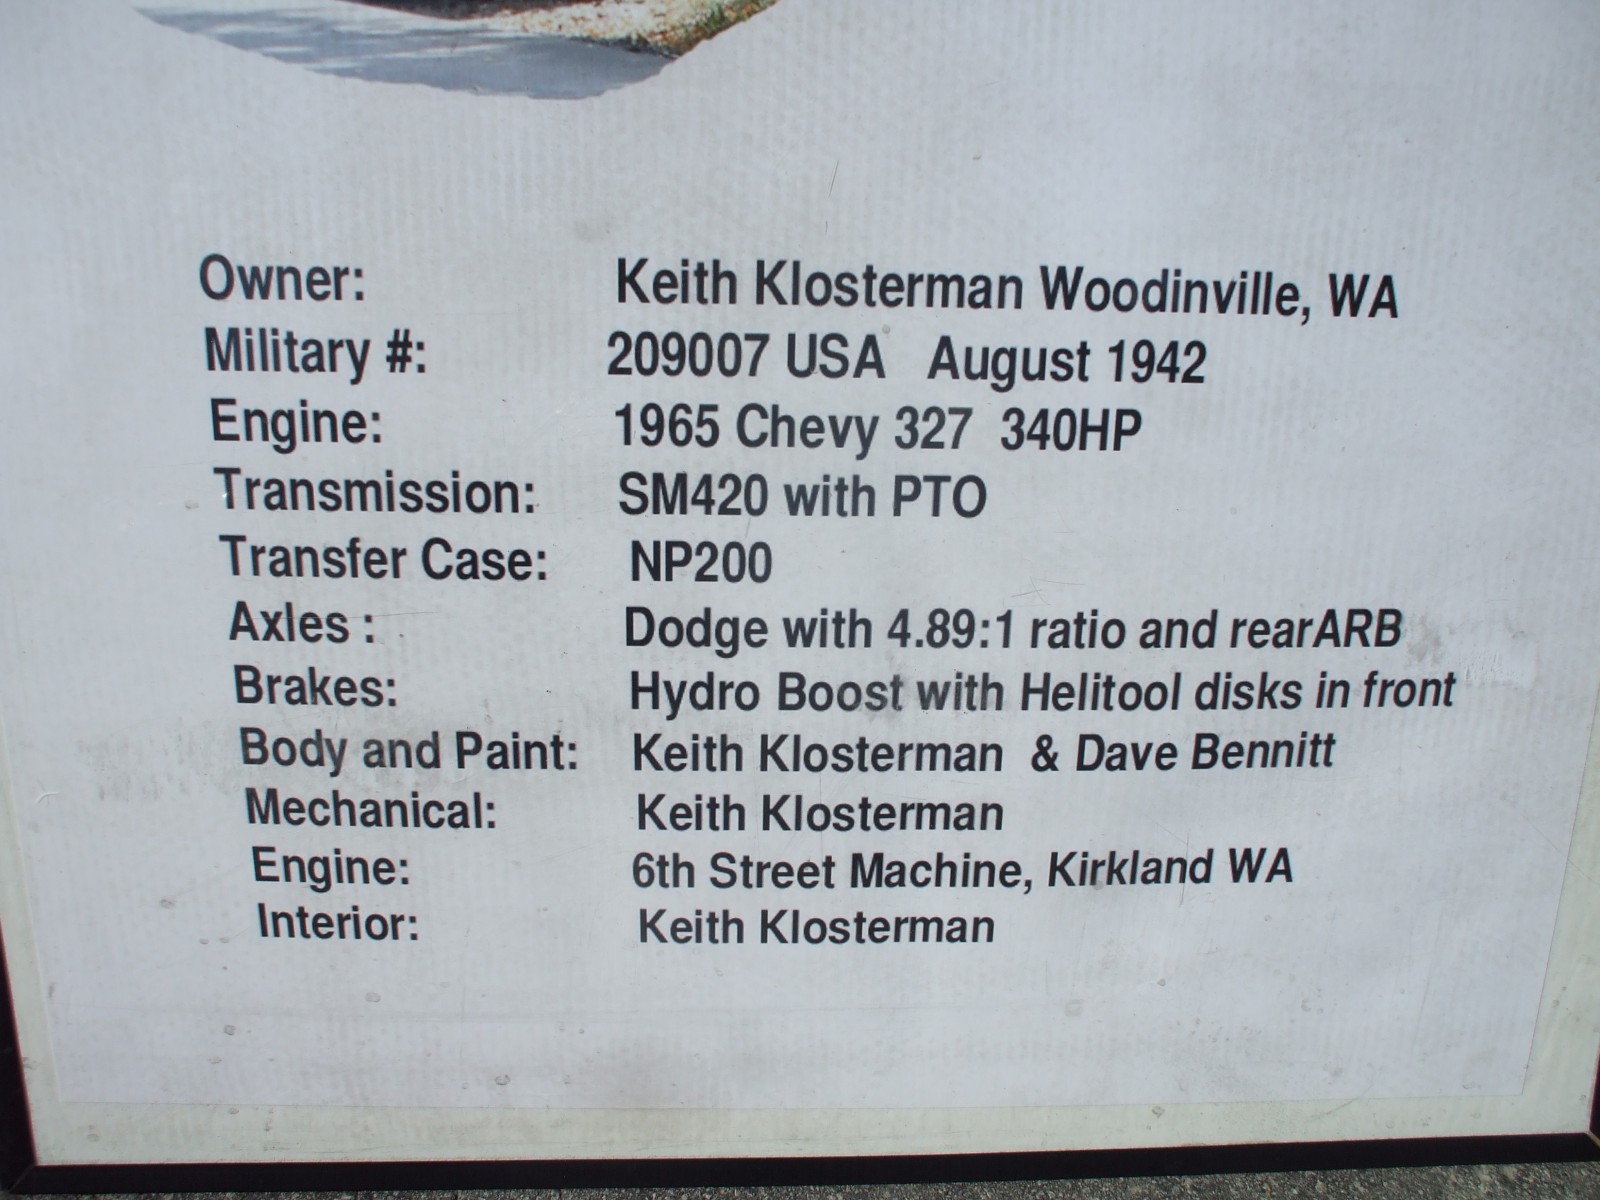 Owner: Keith Klosterman Woodinville, WA
Military #: 209007 USA August 1942
Engine: 1965 Chevy 327 340HP
Transmission: SM420 with PTO
Transfer Case: NP200
Axles : Dodge with 4.89:1 ratio and rearARB
Brakes: Hydro Boost with Helitool disks in front
Body and Paint: Keith Klosterman & Dave Bennitt
Mechanical: Keith Klosterman
Engine: 6th Street Machine, Kirkland WA
Interior: Keith Klosterman